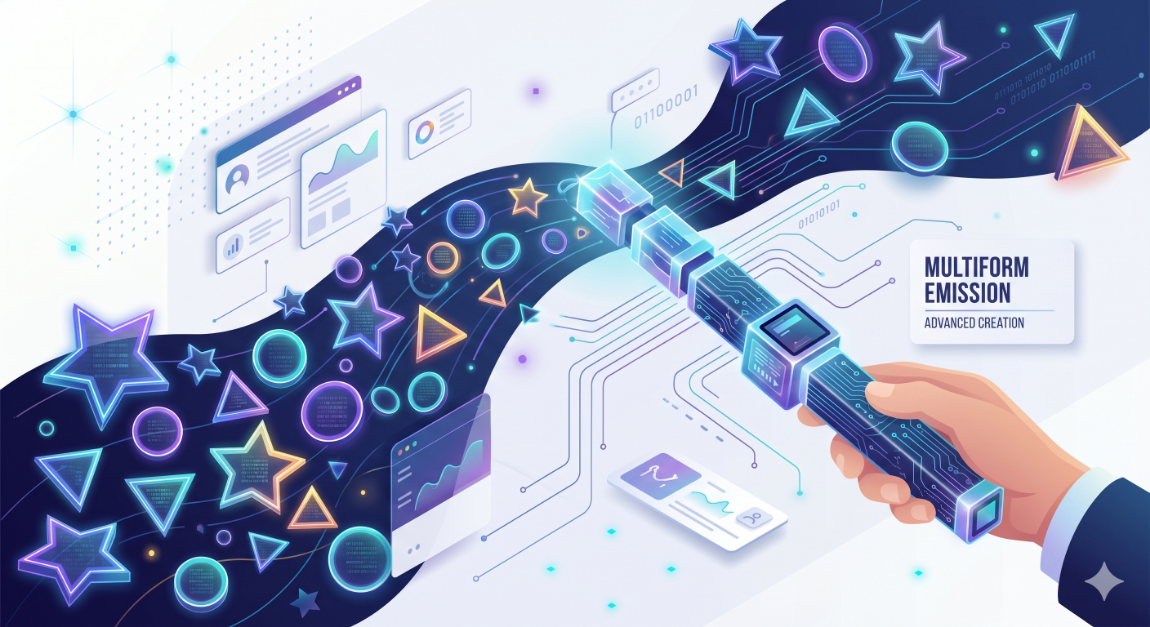 01100001
01010101
MULTIFORM
EMISSION
ADVANCED CREATION